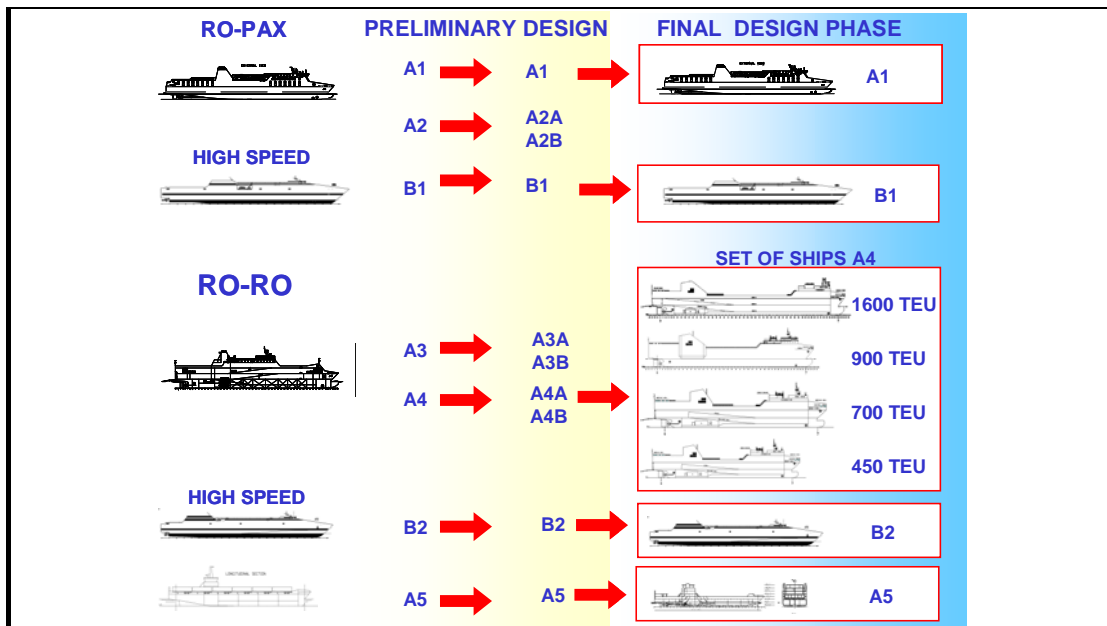 RO-PAX PRELIMINARY DESIGN FINAL DESIGN PHASE
A1 A1 A1
A2 A2A
A2B
HIGH SPEED
B1 B1 B1
SET OF SHIPS A4
RO-RO
1600 TEU
A3 A3A
A3B
900 TEU
A4 A4A
A4B
700 TEU
450 TEU
HIGH SPEED
B2 B2 B2
LONGITUDINAL SECTION
A5 A5 A5